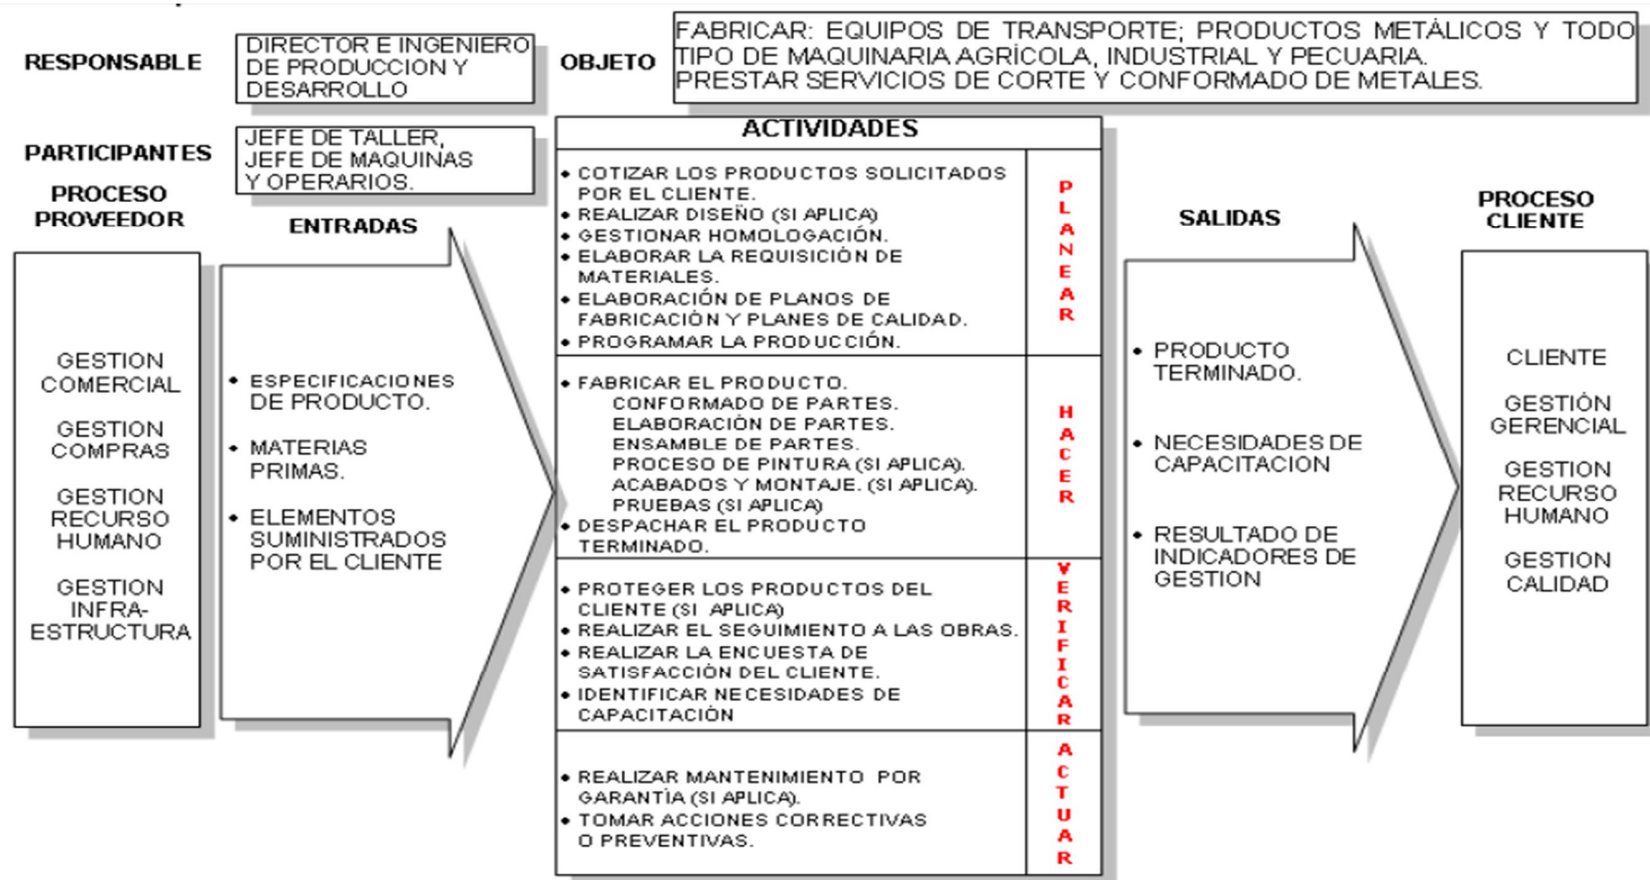 RESPONSABLE
DIRECTOR E INGENIERO
DE PRODUCCION Y
DESARROLLO
OBJETO
FABRICAR: EQUIPOS DE TRANSPORTE; PRODUCTOS METÁLICOS Y TODO
TIPO DE MAQUINARIA AGRÍCOLA, INDUSTRIAL Y PECUARIA.
PRESTAR SERVICIOS DE CORTE Y CONFORMADO DE METALES.
PARTICIPANTES
JEFE DE TALLER,
JEFE DE MAQUINAS
Y OPERARIOS.
PROCESO
PROVEEDOR
GESTION
COMERCIAL
GESTION
COMPRAS
GESTION
RECURSO
HUMANO
GESTION
INFRA-
ESTRUCTURA
ENTRADAS
• ESPECIFICACIONES
DE PRODUCTO.
• MATERIAS
PRIMAS.
• ELEMENTOS
SUMINISTRADOS
POR EL CLIENTE
ACTIVIDADES
• COTIZAR LOS PRODUCTOS SOLICITADOS
POR EL CLIENTE.
• REALIZAR DISEÑO (SI APLICA)
• GESTIONAR HOMOLOGACIÓN.
• ELABORAR LA REQUISICIÓN DE
MATERIALES.
• ELABORACIÓN DE PLANOS DE
FABRICACIÓN Y PLANES DE CALIDAD.
• PROGRAMAR LA PRODUCCIÓN.
PLANEAR
• FABRICAR EL PRODUCTO.
CONFORMADO DE PARTES.
ELABORACIÓN DE PARTES.
ENSAMBLE DE PARTES.
PROCESO DE PINTURA (SI APLICA).
ACABADOS Y MONTAJE. (SI APLICA).
PRUEBAS (SI APLICA)
• DESPACHAR EL PRODUCTO
TERMINADO.
HACER
• PROTEGER LOS PRODUCTOS DEL
CLIENTE (SI APLICA)
• REALIZAR EL SEGUIMIENTO A LAS OBRAS.
• REALIZAR LA ENCUESTA DE
SATISFACCIÓN DEL CLIENTE.
• IDENTIFICAR NECESIDADES DE
CAPACITACIÓN
VERIFICAR
• REALIZAR MANTENIMIENTO POR
GARANTÍA (SI APLICA).
• TOMAR ACCIONES CORRECTIVAS
O PREVENTIVAS.
ACTUAR
SALIDAS
• PRODUCTO
TERMINADO.
• NECESIDADES DE
CAPACITACION
• RESULTADO DE
INDICADORES DE
GESTION
PROCESO
CLIENTE
CLIENTE
GESTIÓN
GERENCIAL
GESTION
RECURSO
HUMANO
GESTION
CALIDAD